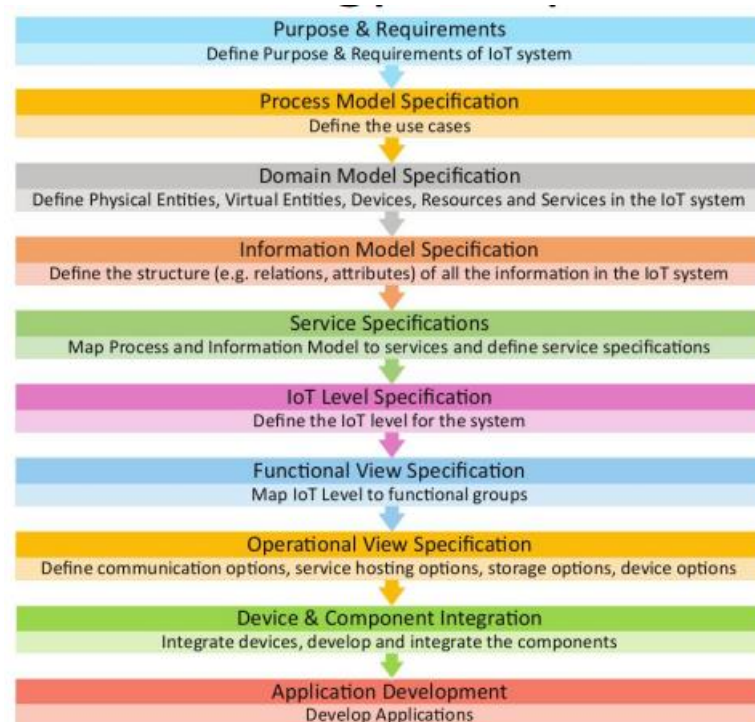 Purpose & Requirements
Define Purpose & Requirements of IoT system
Process Model Specification
Define the use cases
Domain Model Specification
Define Physical Entities, Virtual Entities, Devices, Resources and Services in the IoT system
Information Model Specification
Define the structure (e.g. relations, attributes) of all the information in the IoT system
Service Specifications
Map Process and Information Model to services and define service specifications
IoT Level Specification
Define the IoT level for the system
Functional View Specification
Map IoT Level to functional groups
Operational View Specification
Define communication options, service hosting options, storage options, device options
Device & Component Integration
Integrate devices, develop and integrate the components
Application Development
Develop Applications